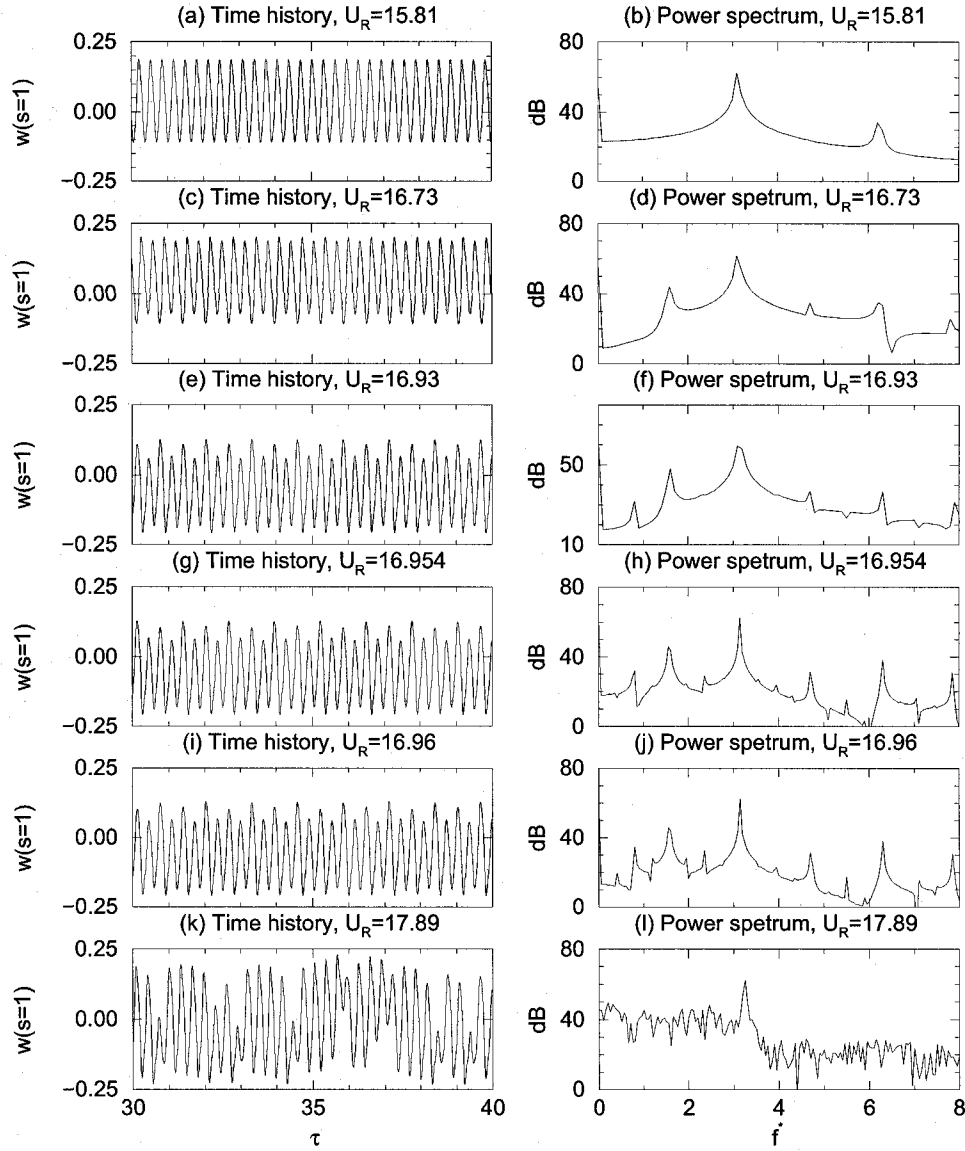 (a) Time history, U_R=15.81
(b) Power spectrum, U_R=15.81
0.25
0.00
−0.25
w(s=1)
80
40
0
dB
(c) Time history, U_R=16.73
(d) Power spetrum, U_R=16.73
0.25
0.00
−0.25
w(s=1)
80
40
0
dB
(e) Time history, U_R=16.93
(f) Power spetrum, U_R=16.93
0.25
0.00
−0.25
w(s=1)
50
10
dB
(g) Time history, U_R=16.954
(h) Power spetrum, U_R=16.954
0.25
0.00
−0.25
w(s=1)
80
40
0
dB
(i) Time history, U_R=16.96
(j) Power spetrum, U_R=16.96
0.25
0.00
−0.25
w(s=1)
80
40
0
dB
(k) Time history, U_R=17.89
(l) Power spetrum, U_R=17.89
0.25
0.00
−0.25
w(s=1)
80
40
0
dB
30 35 40
τ
0 2 4 6 8
f*